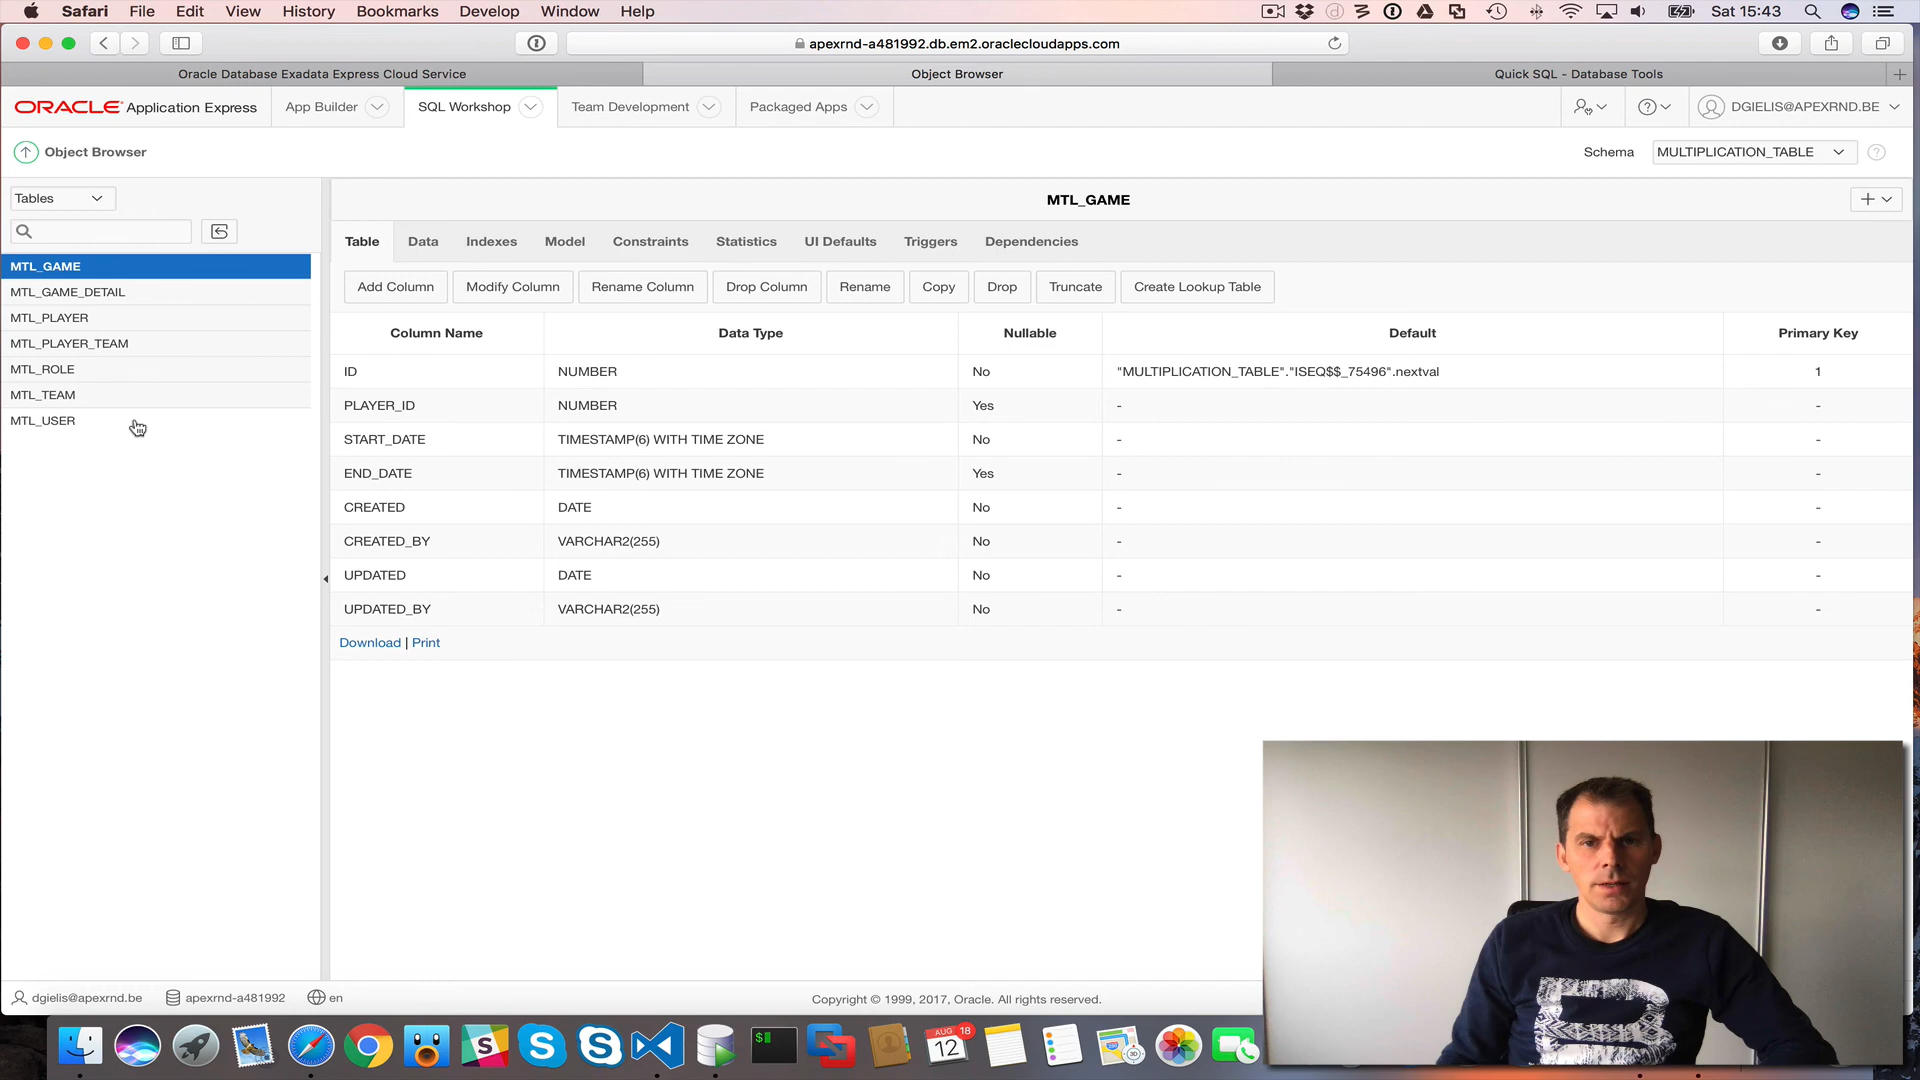 Safari File Edit View History Bookmarks Develop Window Help Sat 15:43
apexrnd-a481992.db.em2.oraclecloudapps.com
Oracle Database Exadata Express Cloud Service Object Browser Quick SQL - Database Tools
ORACLE Application Express App Builder SQL Workshop Team Development Packaged Apps DGIELIS@APEXRND.BE
Object Browser Schema MULTIPLICATION_TABLE
Tables
MTL_GAME
+
Table Data Indexes Model Constraints Statistics UI Defaults Triggers Dependencies
MTL_GAME
MTL_GAME_DETAIL
MTL_PLAYER
MTL_PLAYER_TEAM
MTL_ROLE
MTL_TEAM
MTL_USER
Add Column Modify Column Rename Column Drop Column Rename Copy Drop Truncate Create Lookup Table
Column Name Data Type Nullable Default Primary Key
ID NUMBER No "MULTIPLICATION_TABLE"."ISEQ$$_75496".nextval 1
PLAYER_ID NUMBER Yes - -
START_DATE TIMESTAMP(6) WITH TIME ZONE No - -
END_DATE TIMESTAMP(6) WITH TIME ZONE Yes - -
CREATED DATE No - -
CREATED_BY VARCHAR2(255) No - -
UPDATED DATE No - -
UPDATED_BY VARCHAR2(255) No - -
Download | Print
dgielis@apexrnd.be apexrnd-a481992 en
Copyright © 1999, 2017, Oracle. All rights reserved.
AUG 18
12